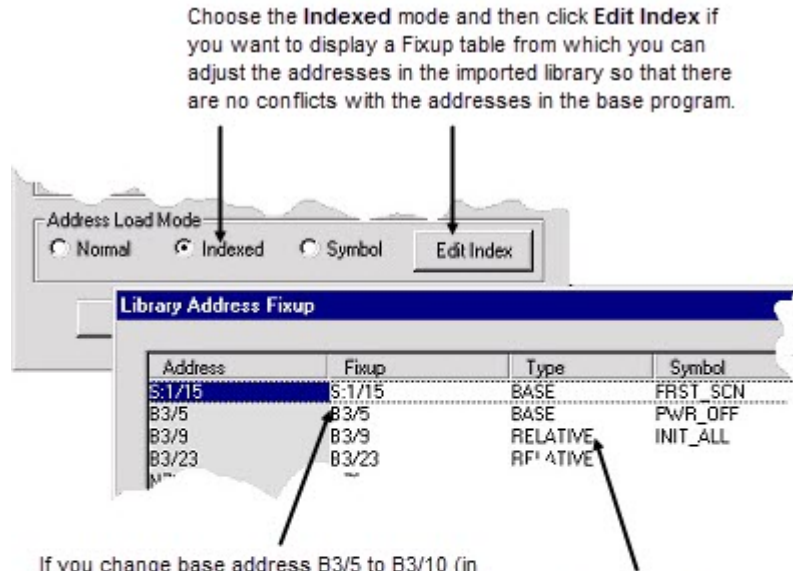 Choose the Indexed mode and then click Edit Index if
you want to display a Fixup table from which you can
adjust the addresses in the imported library so that there
are no conflicts with the addresses in the base program.
Address Load Mode
Normal Indexed Symbol Edit Index
Library Address Fixup
Address Fixup Type Symbol
S:1/15 S:1/15 BASE FRST_SCN
B3/5 B3/5 BASE PWR_OFF
B3/9 B3/9 RELATIVE INIT_ALL
B3/23 B3/23 RELATIVE
If you change base address B3/5 to B3/10 (in